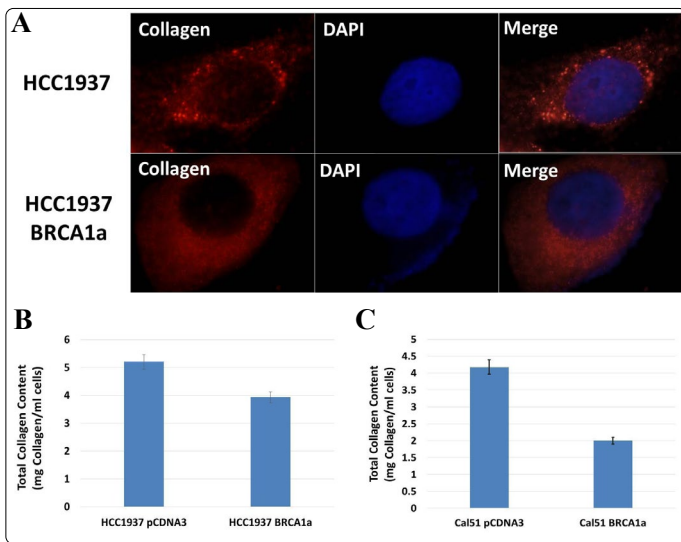 A
Collagen
DAPI
Merge
HCC1937
Collagen
DAPI
Merge
HCC1937
BRCA1a
B
Total Collagen Content
(mg Collagen/ml cells)
6
5
4
3
2
1
0
HCC1937 pCDNA3
HCC1937 BRCA1a
C
Total Collagen Content
(mg Collagen/ml cells)
4.5
4
3.5
3
2.5
2
1.5
1
0.5
0
Cal51 pCDNA3
Cal51 BRCA1a